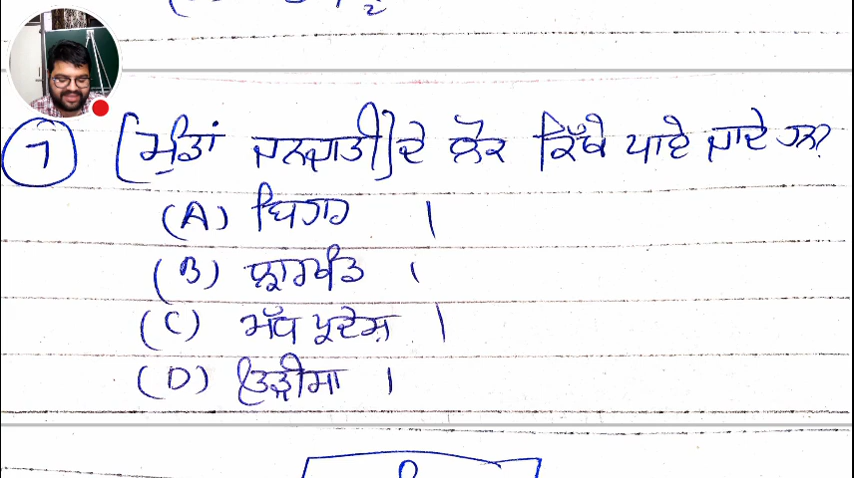 7 [ਮੁੰਡਾਂ ਜਨਜਾਤੀ] ਦੇ ਲੋਕ ਕਿੱਥੇ ਪਾਏ ਜਾਦੇ ਹਨ?
(A) ਬਿਹਾਰ ।
(B) ਝਾਰਖੰਡ ।
(C) ਮੱਧ ਪ੍ਰਦੇਸ਼ ।
(D) ਉੜੀਸਾ ।